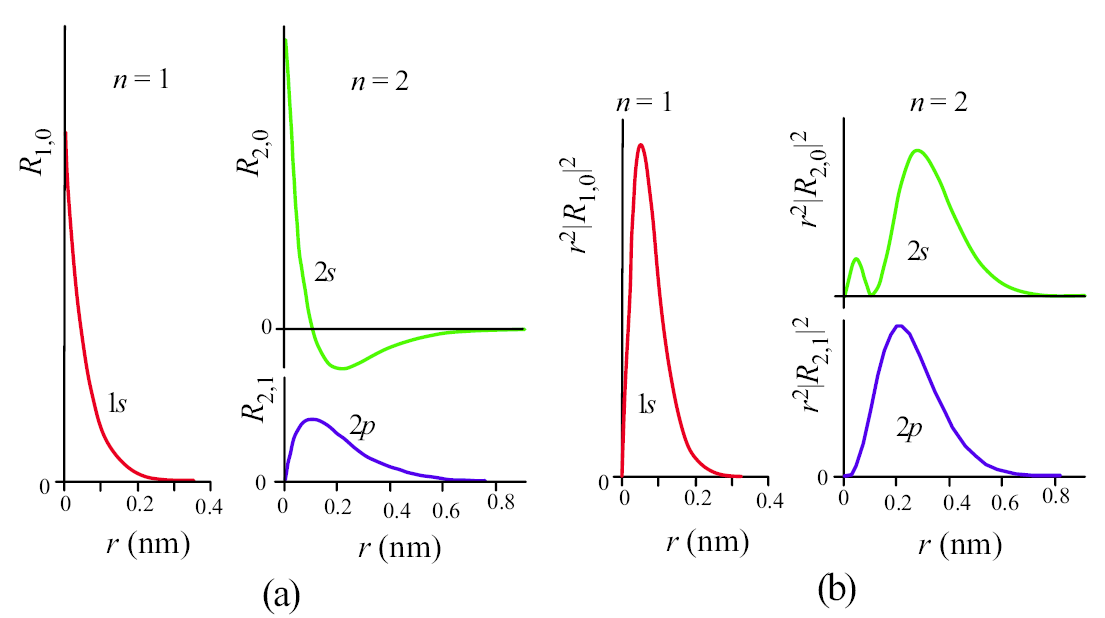 n = 1
R1,0
1s
0
0 0.2 0.4
r (nm)
n = 2
R2,0
2s
0
R2,1
2p
0
0 0.2 0.4 0.6 0.8
r (nm)
(a)
n = 1
r²|R1,0|²
1s
0
0 0.2 0.4
r (nm)
n = 2
r²|R2,0|²
2s
r²|R2,1|²
2p
0
0 0.2 0.4 0.6 0.8
r (nm)
(b)